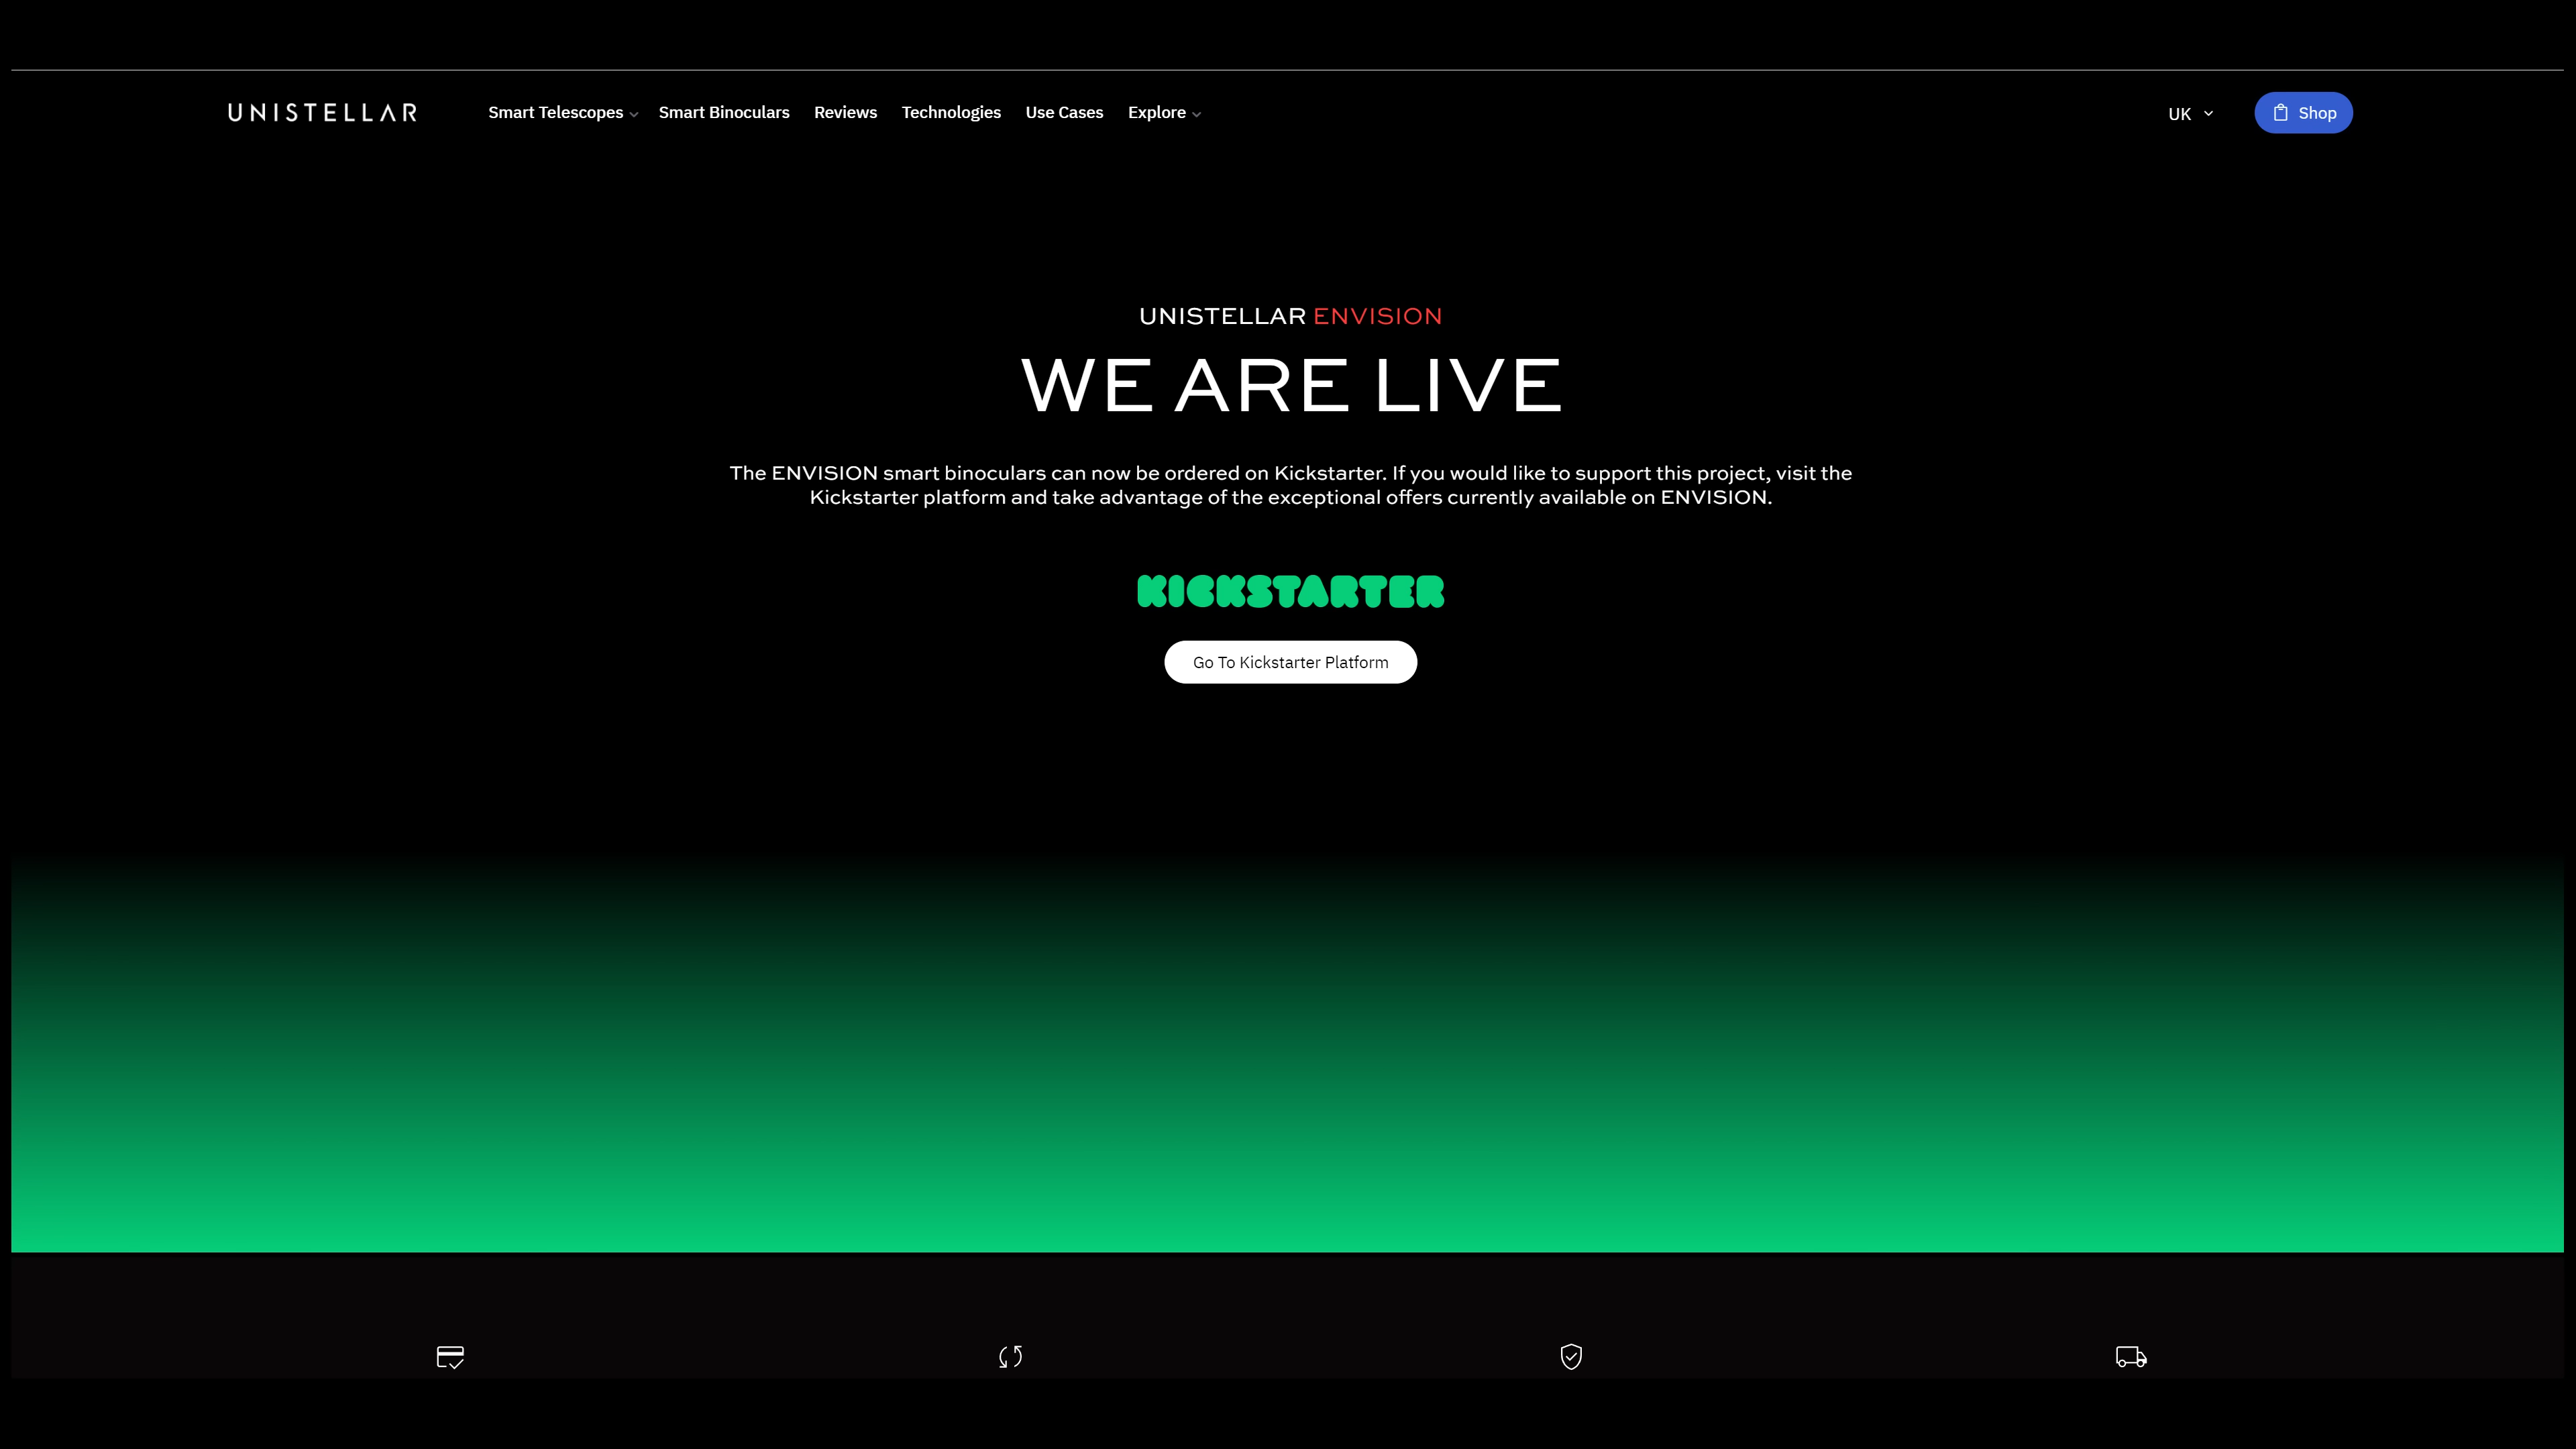 UNISTELLAR
Smart Telescopes
Smart Binoculars
Reviews
Technologies
Use Cases
Explore
UK
Shop
UNISTELLAR ENVISION
WE ARE LIVE
The ENVISION smart binoculars can now be ordered on Kickstarter. If you would like to support this project, visit the
Kickstarter platform and take advantage of the exceptional offers currently available on ENVISION.
KICKSTARTER
Go To Kickstarter Platform